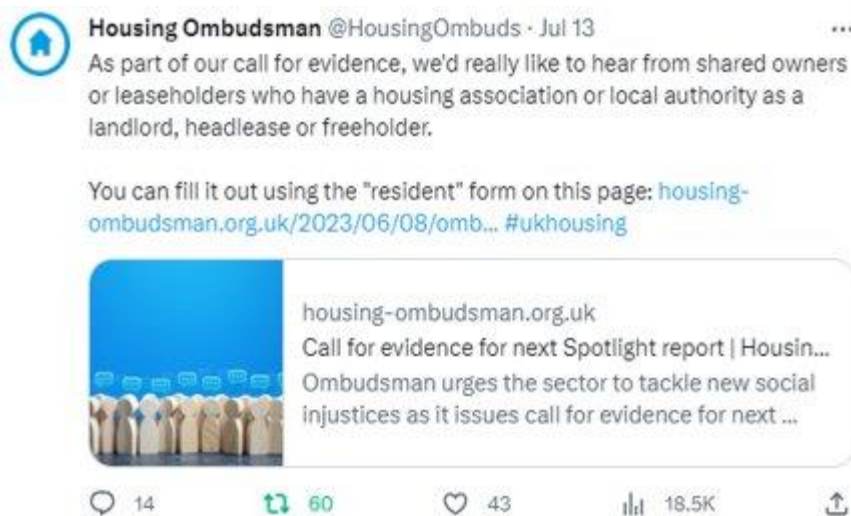 Housing Ombudsman @HousingOmbuds · Jul 13
As part of our call for evidence, we'd really like to hear from shared owners
or leaseholders who have a housing association or local authority as a
landlord, headlease or freeholder.
You can fill it out using the "resident" form on this page: housing-
ombudsman.org.uk/2023/06/08/omb... #ukhousing
housing-ombudsman.org.uk
Call for evidence for next Spotlight report | Housin...
Ombudsman urges the sector to tackle new social
injustices as it issues call for evidence for next ...
14 60 43 18.5K